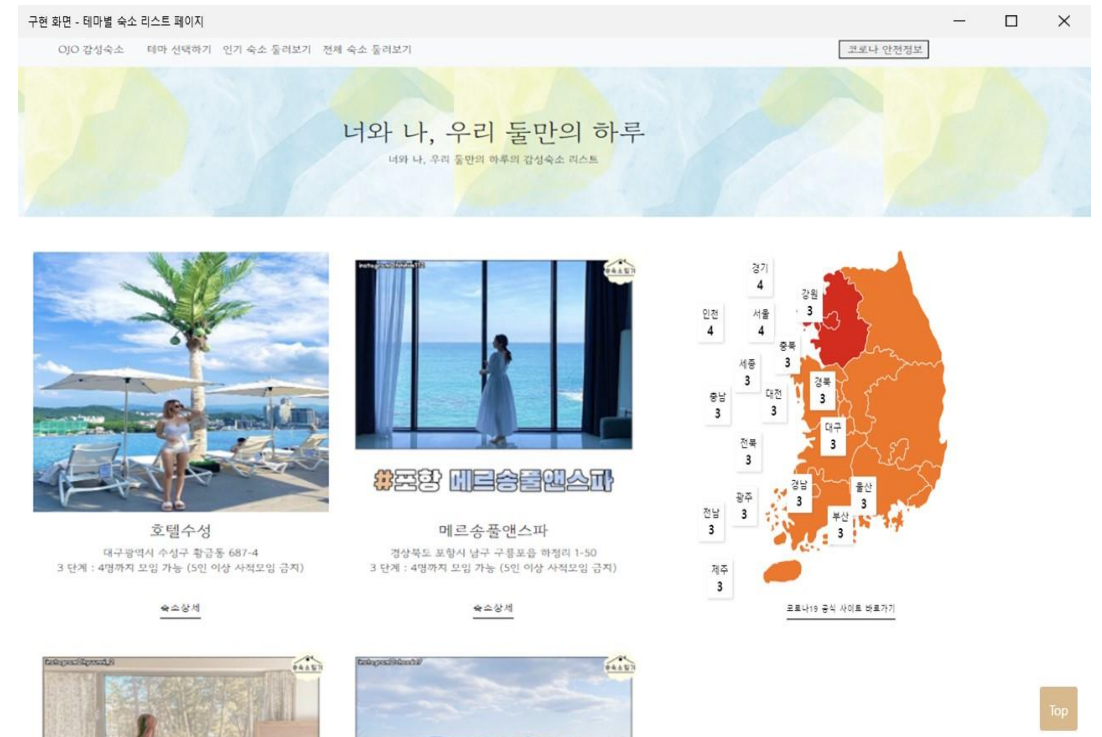 구현 화면 - 테마별 숙소 리스트 페이지
OJO 감성숙소 테마 선택하기 인기 숙소 둘러보기 전체 숙소 둘러보기
코로나 안전정보
너와 나, 우리 둘만의 하루
너와 나, 우리 둘만의 하루의 감성숙소 리스트
#포항 메르송풀앤스파
호텔수성
대구광역시 수성구 황금동 687-4
3 단계 : 4명까지 모임 가능 (5인 이상 사적모임 금지)
숙소상세
메르송풀앤스파
경상북도 포항시 남구 구룡포읍 하정리 1-50
3 단계 : 4명까지 모임 가능 (5인 이상 사적모임 금지)
숙소상세
경기
4
강원
3
인천
4
서울
4
충북
3
세종
3
경북
3
대전
3
충남
3
대구
3
전북
3
경남
3
울산
3
광주
3
전남
3
부산
3
제주
3
코로나19 공식 사이트 바로가기
Top